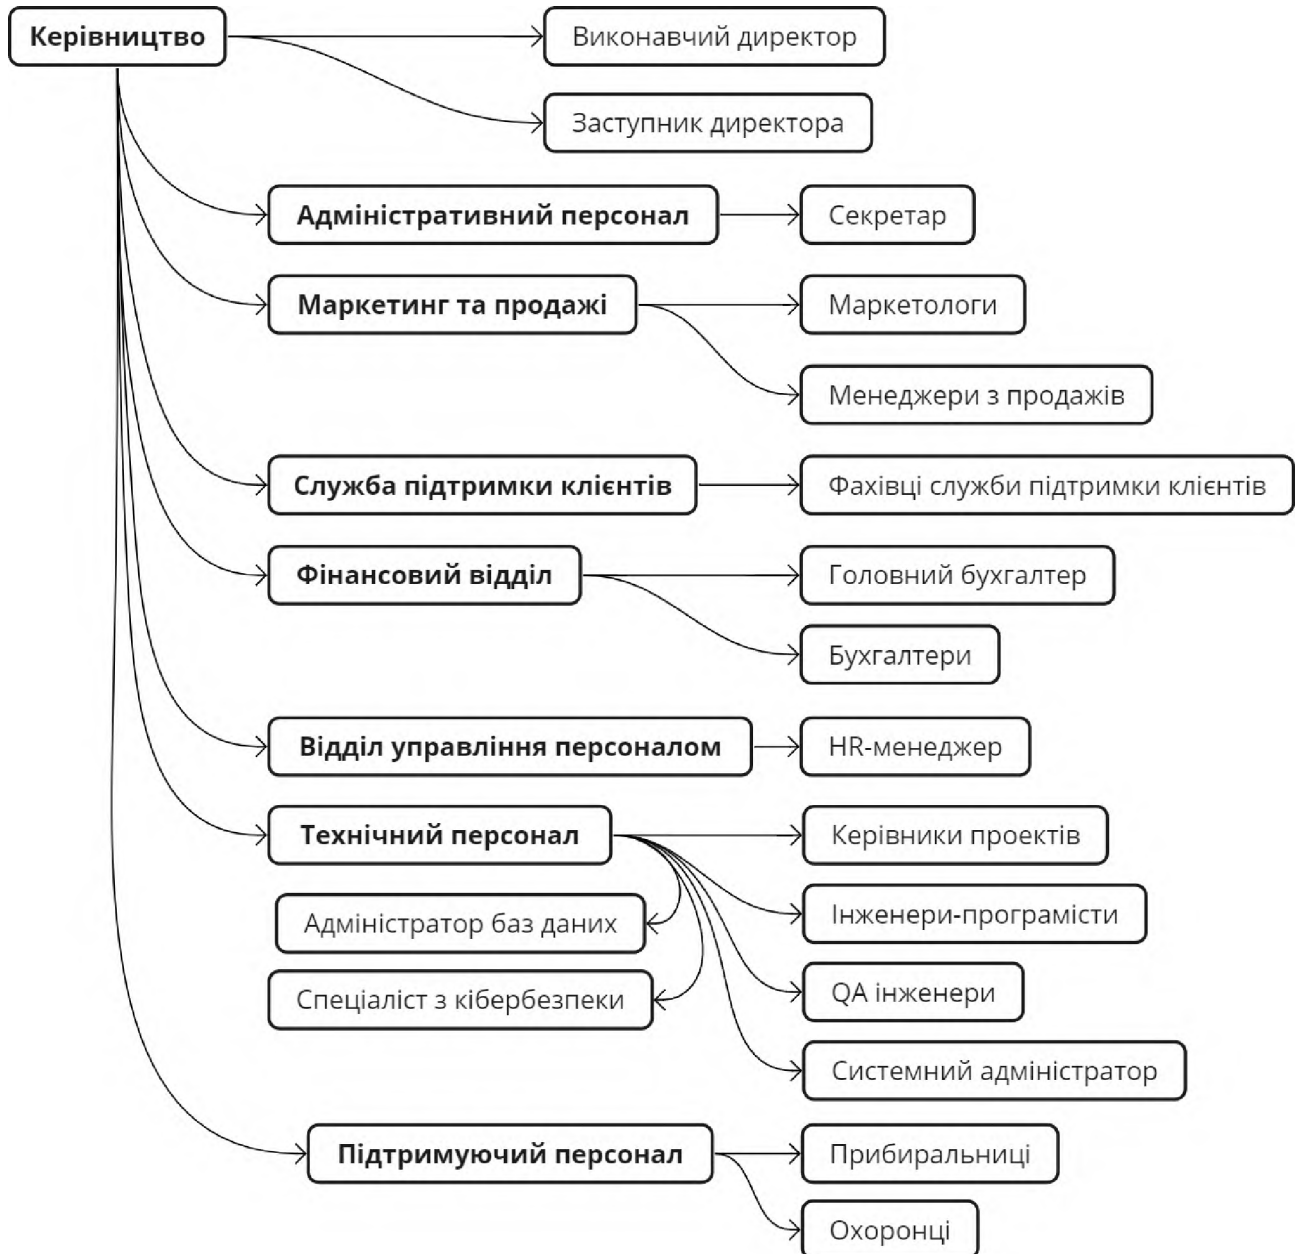 Керівництво
Виконавчий директор
Заступник директора
Адміністративний персонал
Секретар
Маркетинг та продажі
Маркетологи
Менеджери з продажів
Служба підтримки клієнтів
Фахівці служби підтримки клієнтів
Фінансовий відділ
Головний бухгалтер
Бухгалтери
Відділ управління персоналом
HR-менеджер
Технічний персонал
Керівники проектів
Інженери-програмісти
Адміністратор баз даних
QA інженери
Спеціаліст з кібербезпеки
Системний адміністратор
Підтримуючий персонал
Прибиральниці
Охоронці